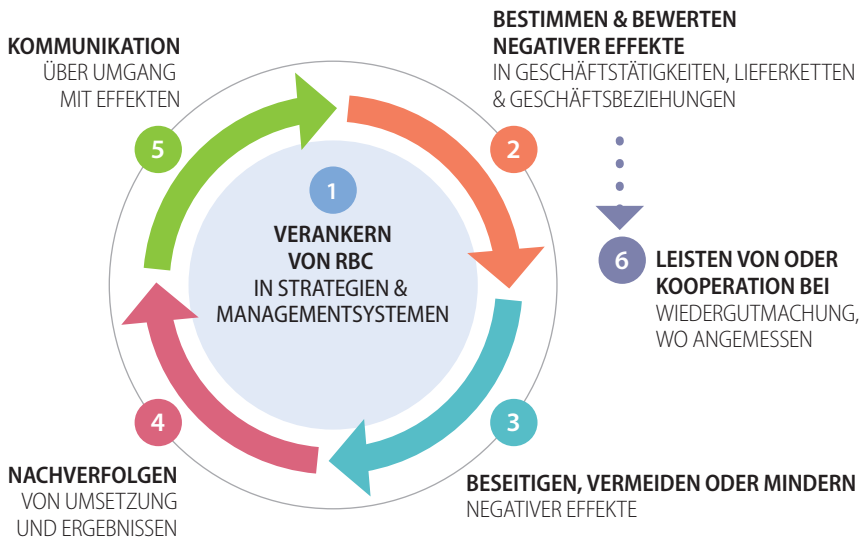 1
VERANKERN
VON RBC
IN STRATEGIEN &
MANAGEMENTSYSTEMEN
2
BESTIMMEN & BEWERTEN
NEGATIVER EFFEKTE
IN GESCHÄFTSTÄTIGKEITEN, LIEFERKETTEN
& GESCHÄFTSBEZIEHUNGEN
3
BESEITIGEN, VERMEIDEN ODER MINDERN
NEGATIVER EFFEKTE
4
NACHVERFOLGEN
VON UMSETZUNG
UND ERGEBNISSEN
5
KOMMUNIKATION
ÜBER UMGANG
MIT EFFEKTEN
6
LEISTEN VON ODER
KOOPERATION BEI
WIEDERGUTMACHUNG,
WO ANGEMESSEN